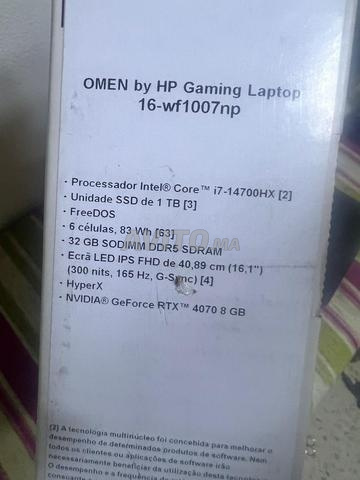 OMEN by HP Gaming Laptop
16-wf1007np
· Processador Intel® Core™ i7-14700HX [2]
· Unidade SSD de 1 TB [3]
· FreeDOS
· 6 células, 83 Wh [63]
· 32 GB SODIMM DDR5 SDRAM
· Ecrã LED IPS FHD de 40,89 cm (16,1")
(300 nits, 165 Hz, G-Sync) [4]
· HyperX
· NVIDIA® GeForce RTX™ 4070 8 GB
[2] A tecnologia multinúcleo foi concebida para melhorar o
desempenho de determinados produtos de software. Nem
todos os clientes ou aplicações de software irão
necessariamente beneficiar da utilização desta
O desempenho e a frequência